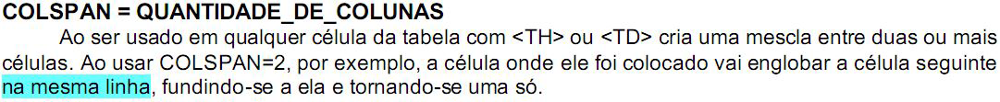 COLSPAN = QUANTIDADE_DE_COLUNAS
Ao ser usado em qualquer célula da tabela com <TH> ou <TD> cria uma mescla entre duas ou mais
células. Ao usar COLSPAN=2, por exemplo, a célula onde ele foi colocado vai englobar a célula seguinte
na mesma linha, fundindo-se a ela e tornando-se uma só.